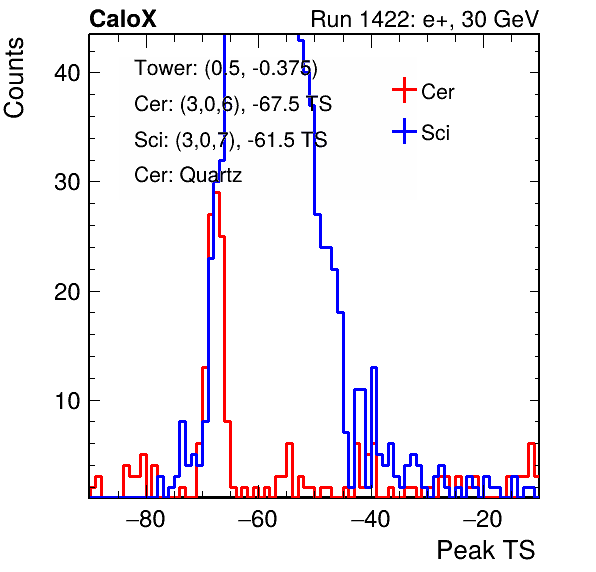 CaloX Run 1422: e+, 30 GeV
Counts
Tower: (0.5, -0.375)
Cer: (3,0,6), -67.5 TS
Sci: (3,0,7), -61.5 TS
Cer: Quartz
Cer
Sci
40
30
20
10
−80 −60 −40 −20
Peak TS